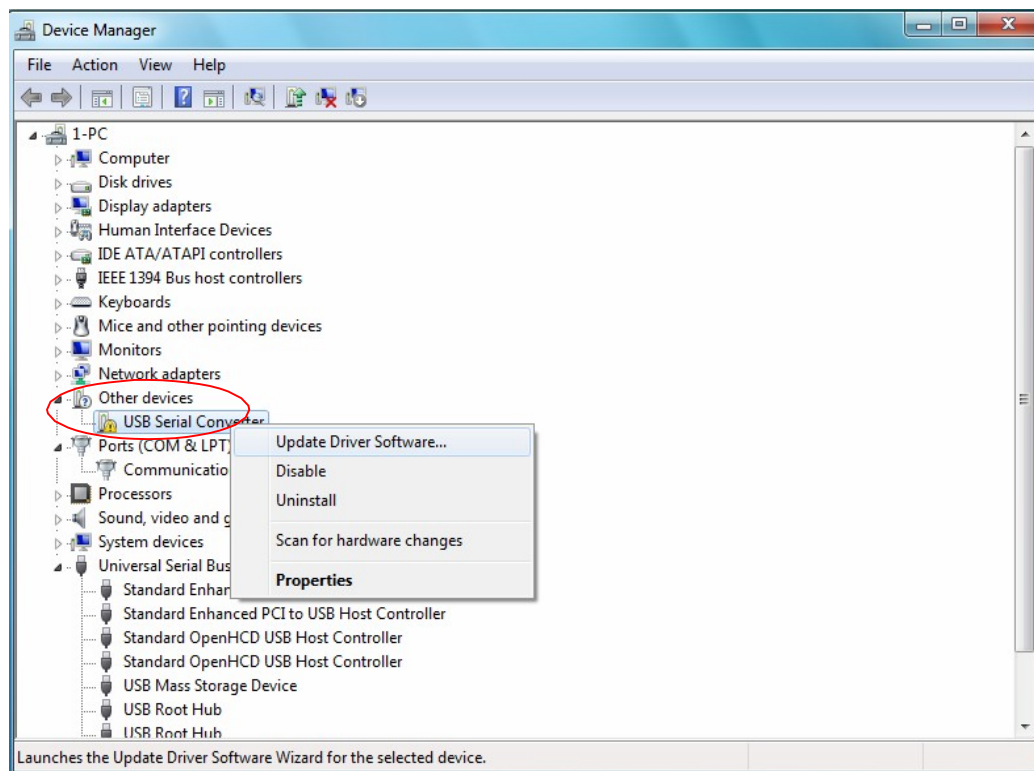 Device Manager
File Action View Help
1-PC
Computer
Disk drives
Display adapters
Human Interface Devices
IDE ATA/ATAPI controllers
IEEE 1394 Bus host controllers
Keyboards
Mice and other pointing devices
Monitors
Network adapters
Other devices
USB Serial Converter
Ports (COM & LPT)
Communicatio
Processors
Sound, video and g
System devices
Universal Serial Bus
Standard Enhan
Standard Enhanced PCI to USB Host Controller
Standard OpenHCD USB Host Controller
Standard OpenHCD USB Host Controller
USB Mass Storage Device
USB Root Hub
USB Root Hub
Update Driver Software...
Disable
Uninstall
Scan for hardware changes
Properties
Launches the Update Driver Software Wizard for the selected device.